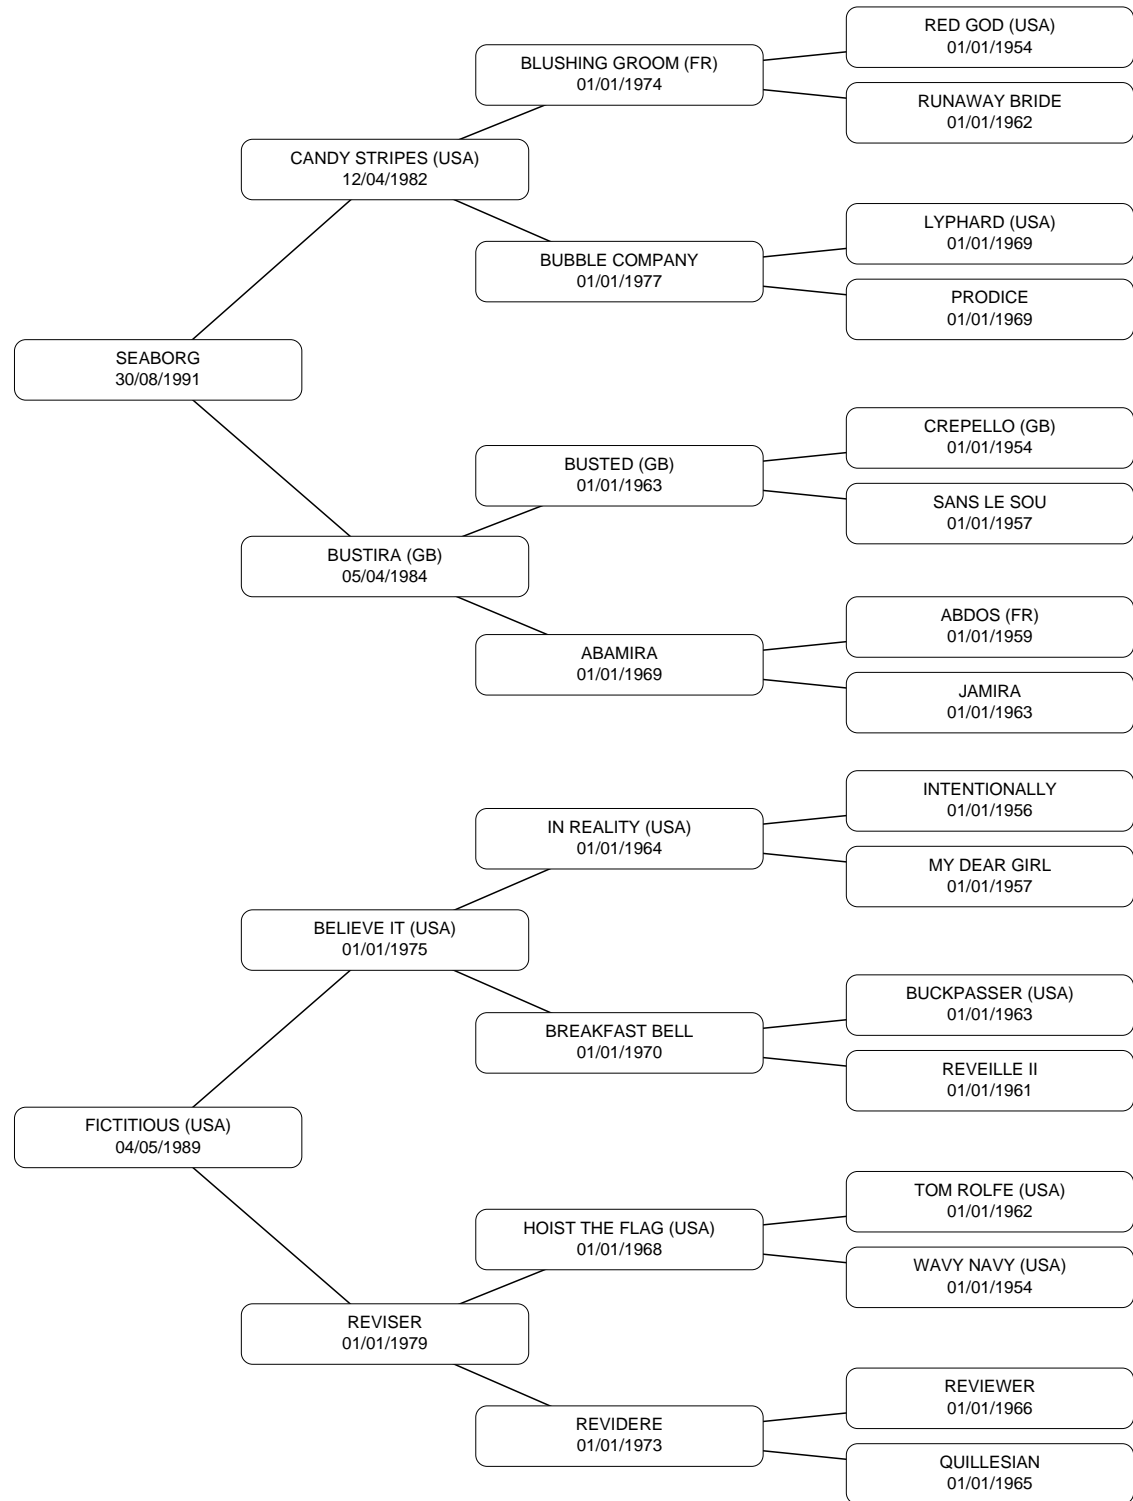 RED GOD (USA)
01/01/1954
BLUSHING GROOM (FR)
01/01/1974
RUNAWAY BRIDE
01/01/1962
CANDY STRIPES (USA)
12/04/1982
LYPHARD (USA)
01/01/1969
BUBBLE COMPANY
01/01/1977
PRODICE
01/01/1969
SEABORG
30/08/1991
CREPELLO (GB)
01/01/1954
BUSTED (GB)
01/01/1963
SANS LE SOU
01/01/1957
BUSTIRA (GB)
05/04/1984
ABDOS (FR)
01/01/1959
ABAMIRA
01/01/1969
JAMIRA
01/01/1963
INTENTIONALLY
01/01/1956
IN REALITY (USA)
01/01/1964
MY DEAR GIRL
01/01/1957
BELIEVE IT (USA)
01/01/1975
BUCKPASSER (USA)
01/01/1963
BREAKFAST BELL
01/01/1970
REVEILLE II
01/01/1961
FICTITIOUS (USA)
04/05/1989
TOM ROLFE (USA)
01/01/1962
HOIST THE FLAG (USA)
01/01/1968
WAVY NAVY (USA)
01/01/1954
REVISER
01/01/1979
REVIEWER
01/01/1966
REVIDERE
01/01/1973
QUILLESIAN
01/01/1965